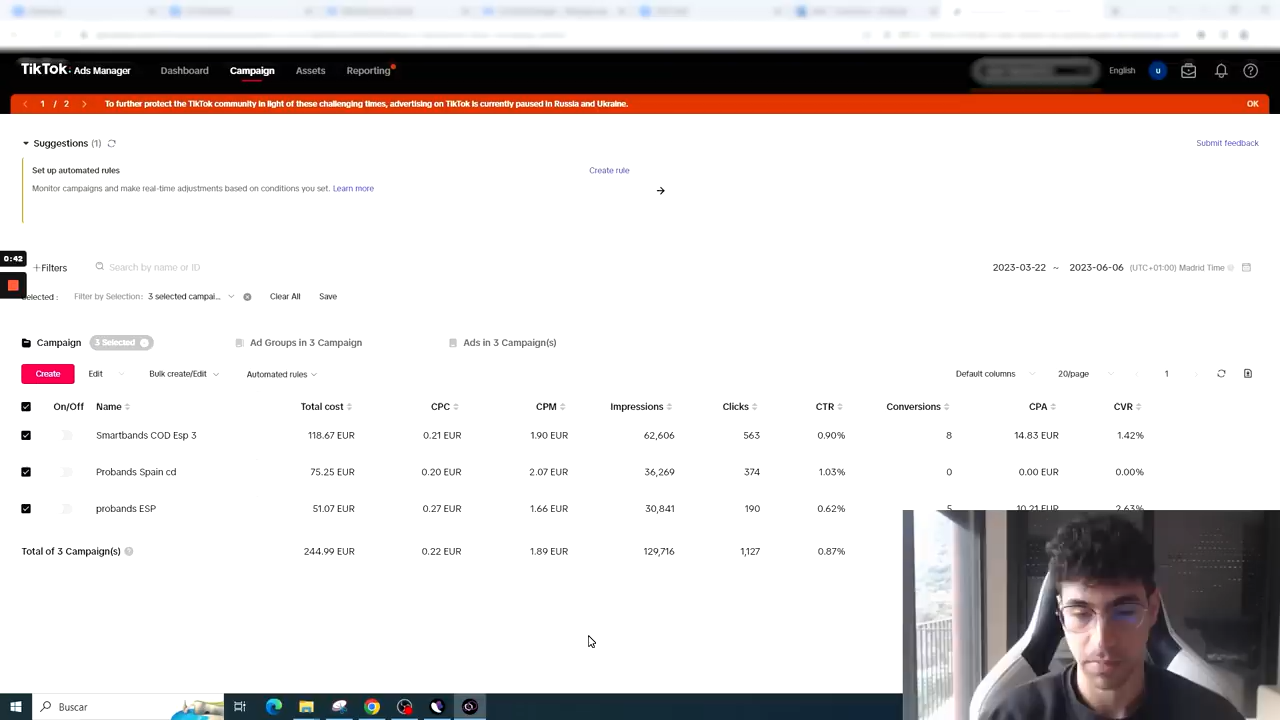 TikTok: Ads Manager Dashboard Campaign Assets Reporting English u
1 / 2 To further protect the TikTok community in light of these challenging times, advertising on TikTok is currently paused in Russia and Ukraine. OK
Suggestions (1) Submit feedback
Set up automated rules Create rule
Monitor campaigns and make real-time adjustments based on conditions you set. Learn more
0:42
+Filters Search by name or ID 2023-03-22 ~ 2023-06-06 (UTC+01:00) Madrid Time
elected : Filter by Selection: 3 selected campai... Clear All Save
Campaign 3 Selected Ad Groups in 3 Campaign Ads in 3 Campaign(s)
Create Edit Bulk create/Edit Automated rules Default columns 20/page 1
On/Off Name Total cost CPC CPM Impressions Clicks CTR Conversions CPA CVR
Smartbands COD Esp 3 118.67 EUR 0.21 EUR 1.90 EUR 62,606 563 0.90% 8 14.83 EUR 1.42%
Probands Spain cd 75.25 EUR 0.20 EUR 2.07 EUR 36,269 374 1.03% 0 0.00 EUR 0.00%
probands ESP 51.07 EUR 0.27 EUR 1.66 EUR 30,841 190 0.62% 5 10.21 EUR 2.63%
Total of 3 Campaign(s) 244.99 EUR 0.22 EUR 1.89 EUR 129,716 1,127 0.87%
Buscar